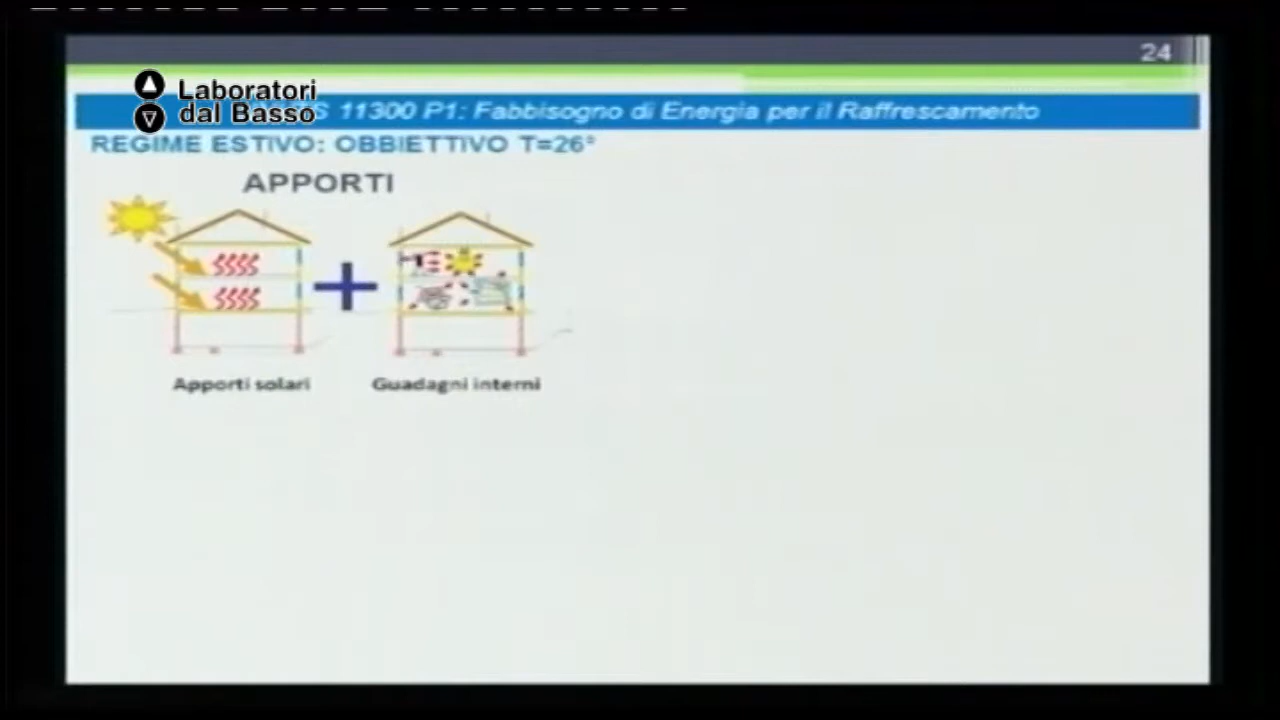 24
Laboratori
dal Basso
S 11300 P1: Fabbisogno di Energia per il Raffrescamento
REGIME ESTIVO: OBBIETTIVO T=26°
APPORTI
Apporti solari
Guadagni interni